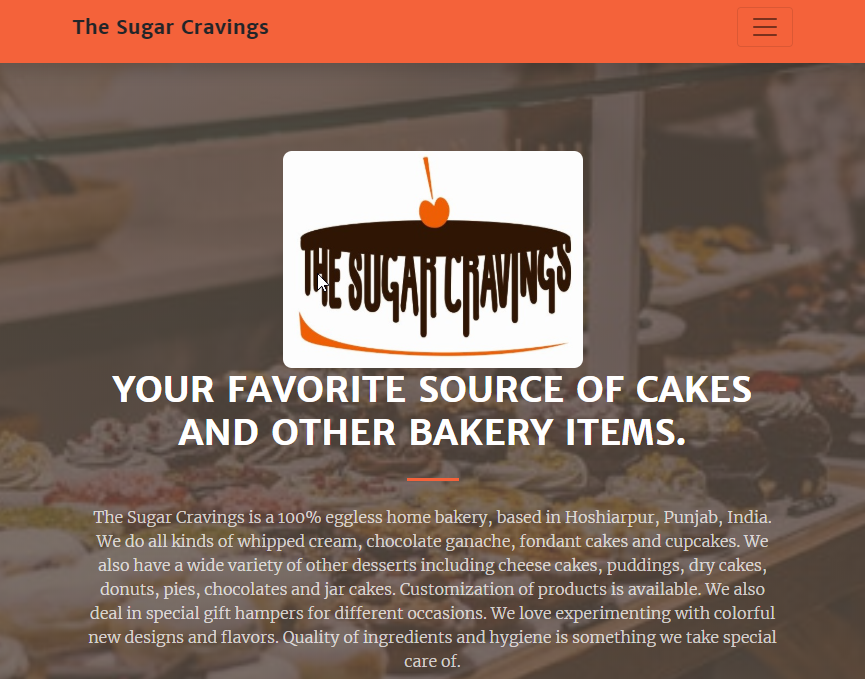 The Sugar Cravings
THE SUGAR CRAVINGS
YOUR FAVORITE SOURCE OF CAKES
AND OTHER BAKERY ITEMS.
The Sugar Cravings is a 100% eggless home bakery, based in Hoshiarpur, Punjab, India.
We do all kinds of whipped cream, chocolate ganache, fondant cakes and cupcakes. We
also have a wide variety of other desserts including cheese cakes, puddings, dry cakes,
donuts, pies, chocolates and jar cakes. Customization of products is available. We also
deal in special gift hampers for different occasions. We love experimenting with colorful
new designs and flavors. Quality of ingredients and hygiene is something we take special
care of.